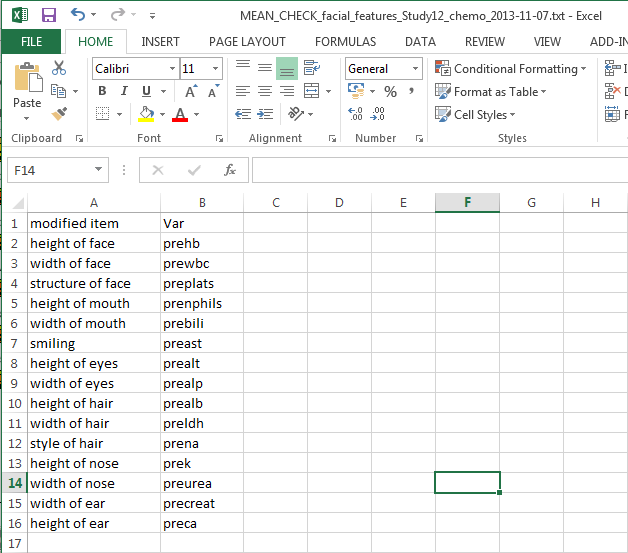 MEAN_CHECK_facial_features_Study12_chemo_2013-11-07.txt - Excel
FILE HOME INSERT PAGE LAYOUT FORMULAS DATA REVIEW VIEW ADD-IN
Paste
Calibri 11
B I U A A
A
General
$ % ,
Conditional Formatting
Format as Table
Cell Styles
Clipboard Font Alignment Number Styles
F14 fx
A B C D E F G H
1 modified item Var
2 height of face prehb
3 width of face prewbc
4 structure of face preplats
5 height of mouth prenphils
6 width of mouth prebili
7 smiling preast
8 height of eyes prealt
9 width of eyes prealp
10 height of hair prealb
11 width of hair preldh
12 style of hair prena
13 height of nose prek
14 width of nose preurea
15 width of ear precreat
16 height of ear preca
17